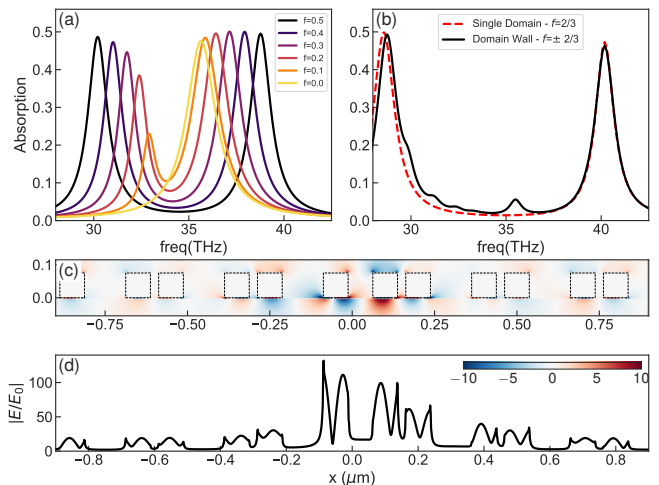 (a)
f=0.5
f=0.4
f=0.3
f=0.2
f=0.1
f=0.0
0.5
0.4
0.3
0.2
0.1
0.0
Absorption
30 35 40
freq(THz)
(b)
Single Domain - f=2/3
Domain Wall - f=± 2/3
0.5
0.4
0.3
0.2
0.1
0.0
30 35 40
freq(THz)
(c)
0.1
0.0
−0.75 −0.50 −0.25 0.00 0.25 0.50 0.75
(d)
−10 −5 0 5 10
100
50
0
|E/E0|
−0.8 −0.6 −0.4 −0.2 0.0 0.2 0.4 0.6 0.8
x (μm)